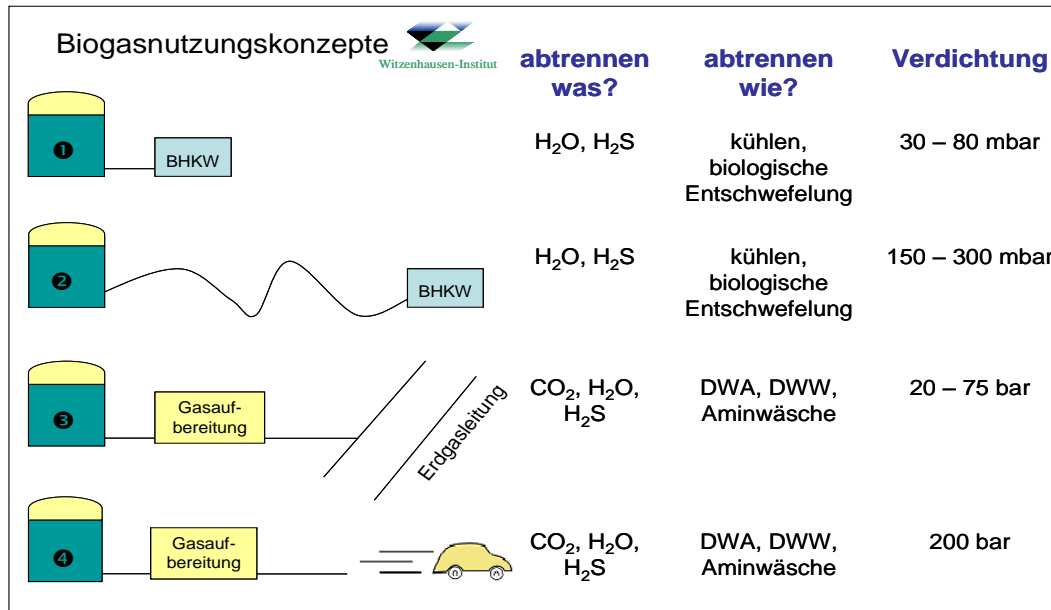 Biogasnutzungskonzepte
Witzenhausen-Institut
abtrennen
was?
abtrennen
wie?
Verdichtung
❶
BHKW
H₂O, H₂S
kühlen,
biologische
Entschwefelung
30 – 80 mbar
❷
BHKW
H₂O, H₂S
kühlen,
biologische
Entschwefelung
150 – 300 mbar
❸
Gasauf-
bereitung
Erdgasleitung
CO₂, H₂O,
H₂S
DWA, DWW,
Aminwäsche
20 – 75 bar
❹
Gasauf-
bereitung
CO₂, H₂O,
H₂S
DWA, DWW,
Aminwäsche
200 bar